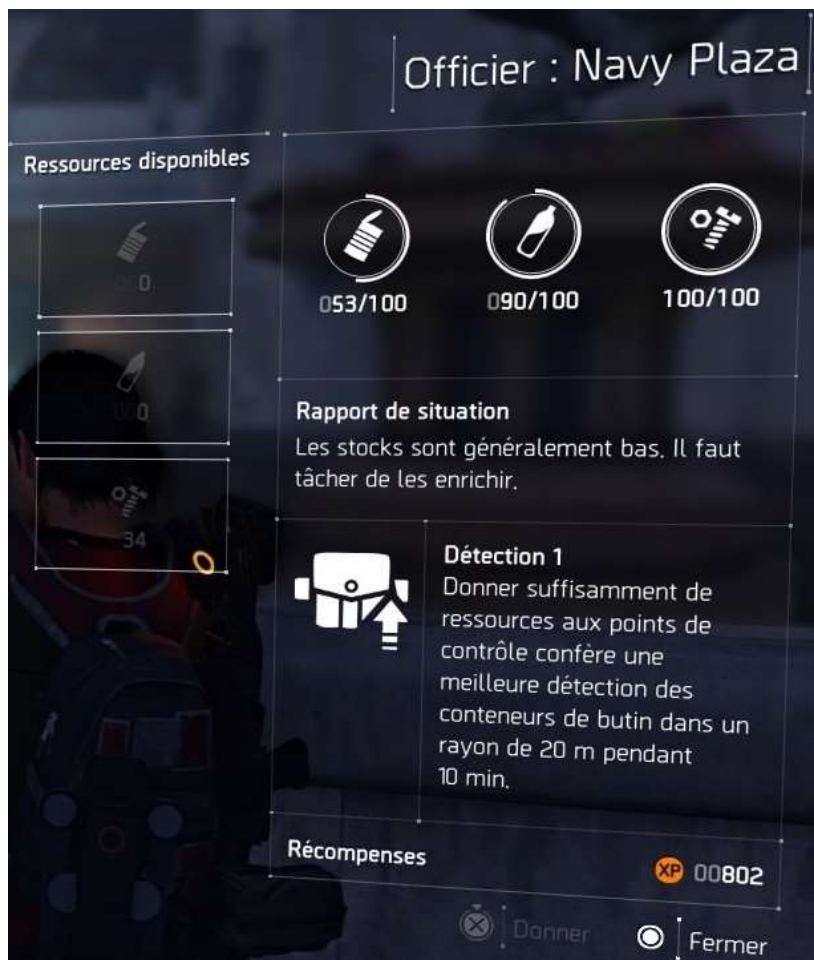 Officier : Navy Plaza
Ressources disponibles
000
000
34
053/100
090/100
100/100
Rapport de situation
Les stocks sont généralement bas. Il faut
tâcher de les enrichir.
Détection 1
Donner suffisamment de
ressources aux points de
contrôle confère une
meilleure détection des
conteneurs de butin dans un
rayon de 20 m pendant
10 min.
Récompenses
XP 00802
Donner
Fermer